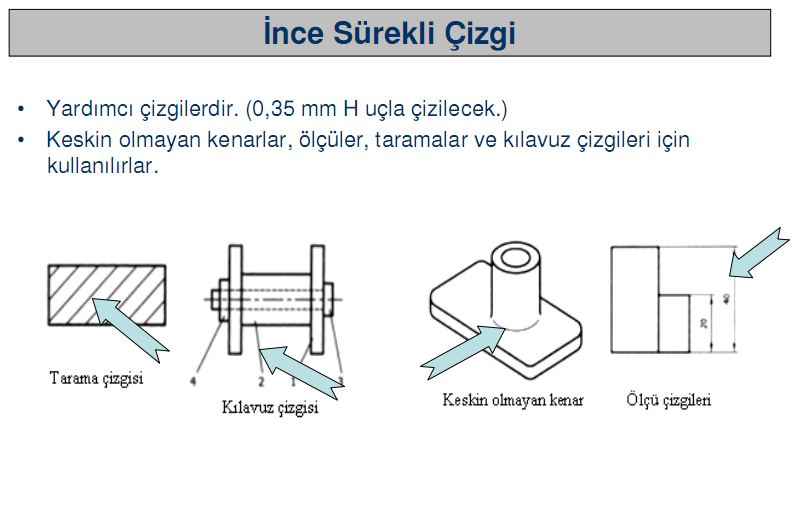 İnce Sürekli Çizgi
• Yardımcı çizgilerdir. (0,35 mm H uçla çizilecek.)
• Keskin olmayan kenarlar, ölçüler, taramalar ve kılavuz çizgileri için
kullanılırlar.
20
40
4
2
1
3
Tarama çizgisi
Kılavuz çizgisi
Keskin olmayan kenar
Ölçü çizgileri